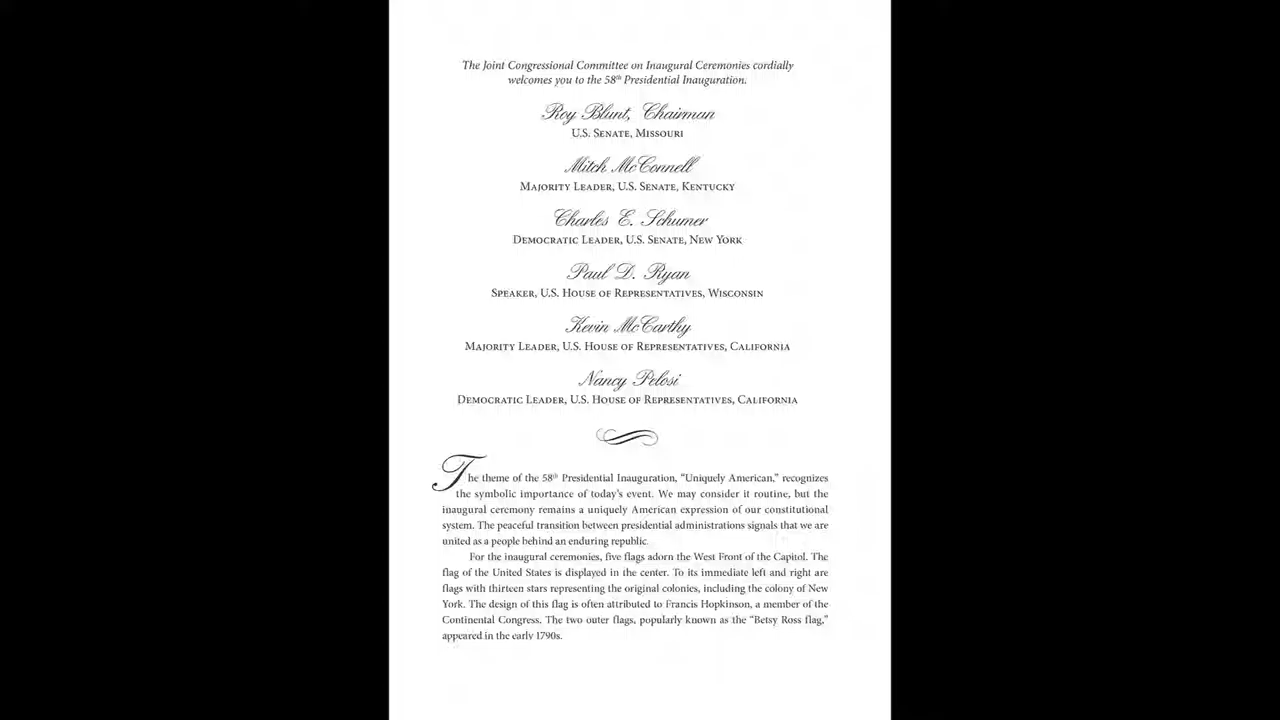 The Joint Congressional Committee on Inaugural Ceremonies cordially
welcomes you to the 58th Presidential Inauguration.
Roy Blunt, Chairman
U.S. Senate, Missouri
Mitch McConnell
Majority Leader, U.S. Senate, Kentucky
Charles E. Schumer
Democratic Leader, U.S. Senate, New York
Paul D. Ryan
Speaker, U.S. House of Representatives, Wisconsin
Kevin McCarthy
Majority Leader, U.S. House of Representatives, California
Nancy Pelosi
Democratic Leader, U.S. House of Representatives, California
The theme of the 58th Presidential Inauguration, “Uniquely American,” recognizes
the symbolic importance of today’s event. We may consider it routine, but the
inaugural ceremony remains a uniquely American expression of our constitutional
system. The peaceful transition between presidential administrations signals that we are
united as a people behind an enduring republic.
For the inaugural ceremonies, five flags adorn the West Front of the Capitol. The
flag of the United States is displayed in the center. To its immediate left and right are
flags with thirteen stars representing the original colonies, including the colony of New
York. The design of this flag is often attributed to Francis Hopkinson, a member of the
Continental Congress. The two outer flags, popularly known as the “Betsy Ross flag,”
appeared in the early 1790s.